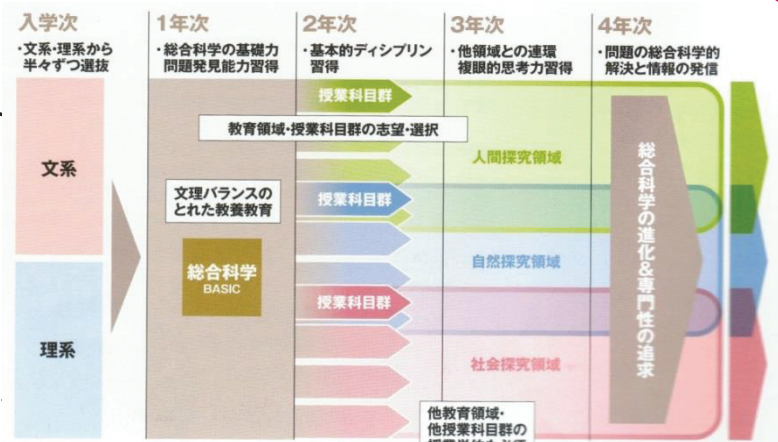 入学次
・文系・理系から
半々ずつ選抜
文系
理系
1年次
・総合科学の基礎力
問題発見能力習得
文理バランスの
とれた教養教育
総合科学
BASIC
2年次
・基本的ディシプリン
習得
授業科目群
教育領域・授業科目群の志望・選択
授業科目群
授業科目群
3年次
・他領域との連環
複眼的思考力習得
人間探究領域
自然探究領域
社会探究領域
他教育領域・
他授業科目群の
4年次
・問題の総合科学的
解決と情報の発信
総合科学の進化&専門性の追求